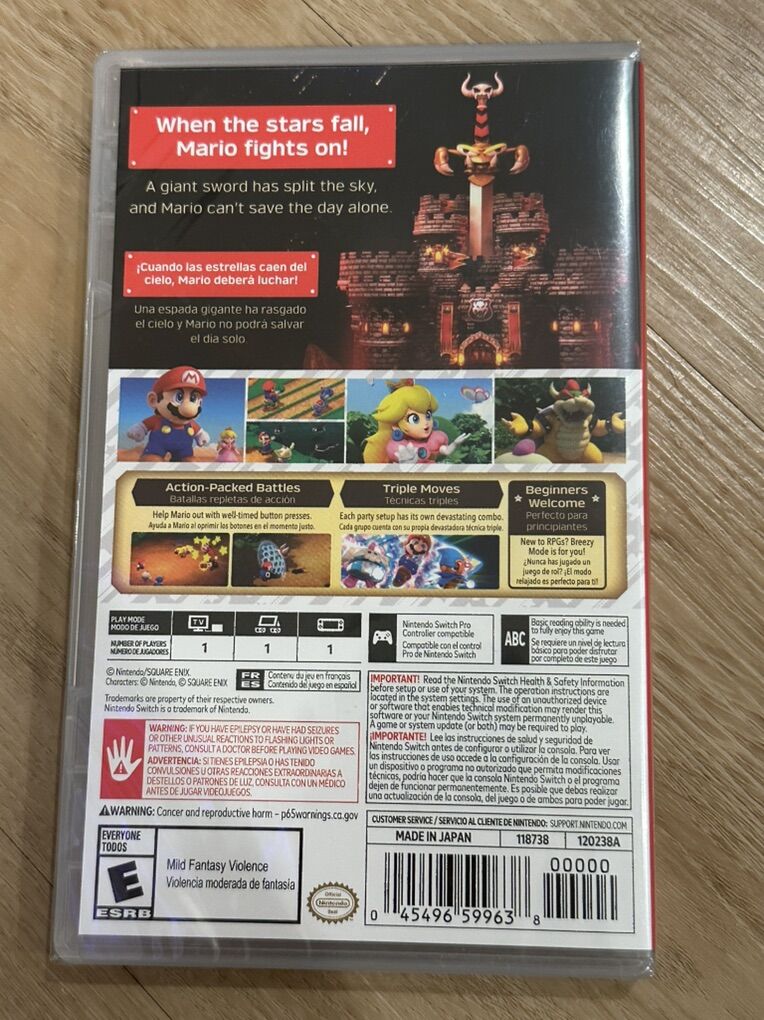 When the stars fall,
Mario fights on!
A giant sword has split the sky,
and Mario can't save the day alone.
¡Cuando las estrellas caen del
cielo, Mario deberá luchar!
Una espada gigante ha rasgado
el cielo y Mario no podrá salvar
el día solo.
Action-Packed Battles
Batallas repletas de acción
Help Mario out with well-timed button presses.
Ayuda a Mario al oprimir los botones en el momento justo.
Triple Moves
Técnicas triples
Each party setup has its own devastating combo.
Cada grupo cuenta con su propia devastadora técnica triple.
Beginners
Welcome
Perfecto para
principiantes
New to RPGs? Breezy
Mode is for you!
¿Nunca has jugado un
juego de rol? ¡El modo
relajado es perfecto para ti!
PLAY MODE
MODO DE JUEGO
TV
NUMBER OF PLAYERS
NÚMERO DE JUGADORES
1 1 1
Nintendo Switch Pro
Controller compatible
Compatible con el control
Pro de Nintendo Switch
ABC
Basic reading ability is needed
to fully enjoy this game
Se requiere un nivel de lectura
básica para poder disfrutar
por completo de este juego
© Nintendo/SQUARE ENIX
Characters: © Nintendo, © SQUARE ENIX
FR Contenu du jeu en français
ES Contenido del juego en español
Trademarks are property of their respective owners.
Nintendo Switch is a trademark of Nintendo.
WARNING: IF YOU HAVE EPILEPSY OR HAVE HAD SEIZURES
OR OTHER UNUSUAL REACTIONS TO FLASHING LIGHTS OR
PATTERNS, CONSULT A DOCTOR BEFORE PLAYING VIDEO GAMES.
ADVERTENCIA: SI TIENES EPILEPSIA O HAS TENIDO
CONVULSIONES U OTRAS REACCIONES EXTRAORDINARIAS A
DESTELLOS O PATRONES DE LUZ, CONSULTA CON UN MÉDICO
ANTES DE JUGAR VIDEOJUEGOS.
WARNING: Cancer and reproductive harm – p65warnings.ca.gov
IMPORTANT! Read the Nintendo Switch Health & Safety Information
before setup or use of your system. The operation instructions are
located in the system settings. The use of an unauthorized device
or software that enables technical modification may render this
software or your Nintendo Switch system permanently unplayable.
A game or system update (or both) may be required to play.
¡IMPORTANTE! Lee las instrucciones de salud y seguridad de
Nintendo Switch antes de configurar o utilizar la consola. Para ver
las instrucciones de uso accede a la configuración de la consola. Usar
un dispositivo o programa no autorizado que permita modificaciones
técnicas, podría hacer que la consola Nintendo Switch o el programa
dejen de funcionar permanentemente. Es posible que debas realizar
una actualización de la consola, del juego o de ambos para poder jugar.
CUSTOMER SERVICE / SERVICIO AL CLIENTE DE NINTENDO: SUPPORT.NINTENDO.COM
MADE IN JAPAN 118738 120238A
EVERYONE
TODOS
E
ESRB
Mild Fantasy Violence
Violencia moderada de fantasía
Official
Nintendo
Seal
00000
0 45496 59963 8